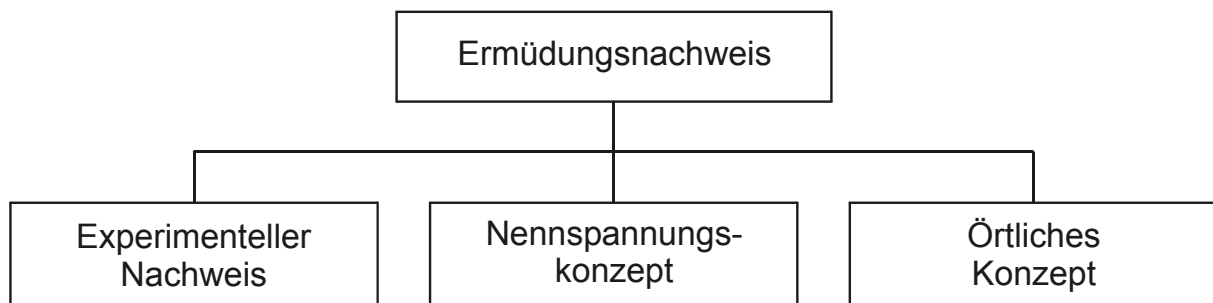 Ermüdungsnachweis
Experimenteller
Nachweis
Nennspannungs-
konzept
Örtliches
Konzept